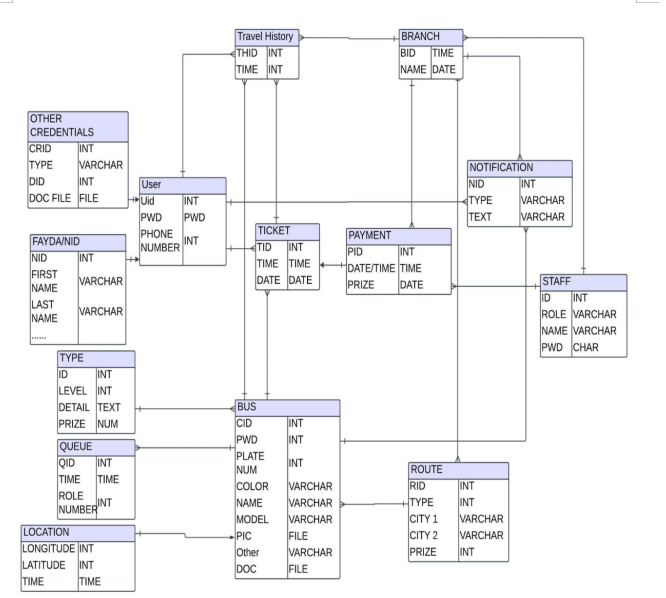 Travel History
THID INT
TIME INT
BRANCH
BID TIME
NAME DATE
OTHER
CREDENTIALS
CRID INT
TYPE VARCHAR
DID INT
DOC FILE FILE
User
Uid INT
PWD PWD
PHONE
NUMBER INT
NOTIFICATION
NID INT
TYPE VARCHAR
TEXT VARCHAR
FAYDA/NID
NID INT
FIRST
NAME VARCHAR
LAST
NAME VARCHAR
......
TICKET
TID INT
TIME TIME
DATE DATE
PAYMENT
PID INT
DATE/TIME TIME
PRIZE DATE
STAFF
ID INT
ROLE VARCHAR
NAME VARCHAR
PWD CHAR
TYPE
ID INT
LEVEL INT
DETAIL TEXT
PRIZE NUM
BUS
CID INT
PWD INT
PLATE
NUM INT
COLOR VARCHAR
NAME VARCHAR
MODEL VARCHAR
PIC FILE
Other VARCHAR
DOC FILE
QUEUE
QID INT
TIME TIME
ROLE
NUMBER INT
ROUTE
RID INT
TYPE INT
CITY 1 VARCHAR
CITY 2 VARCHAR
PRIZE INT
LOCATION
LONGITUDE INT
LATITUDE INT
TIME TIME